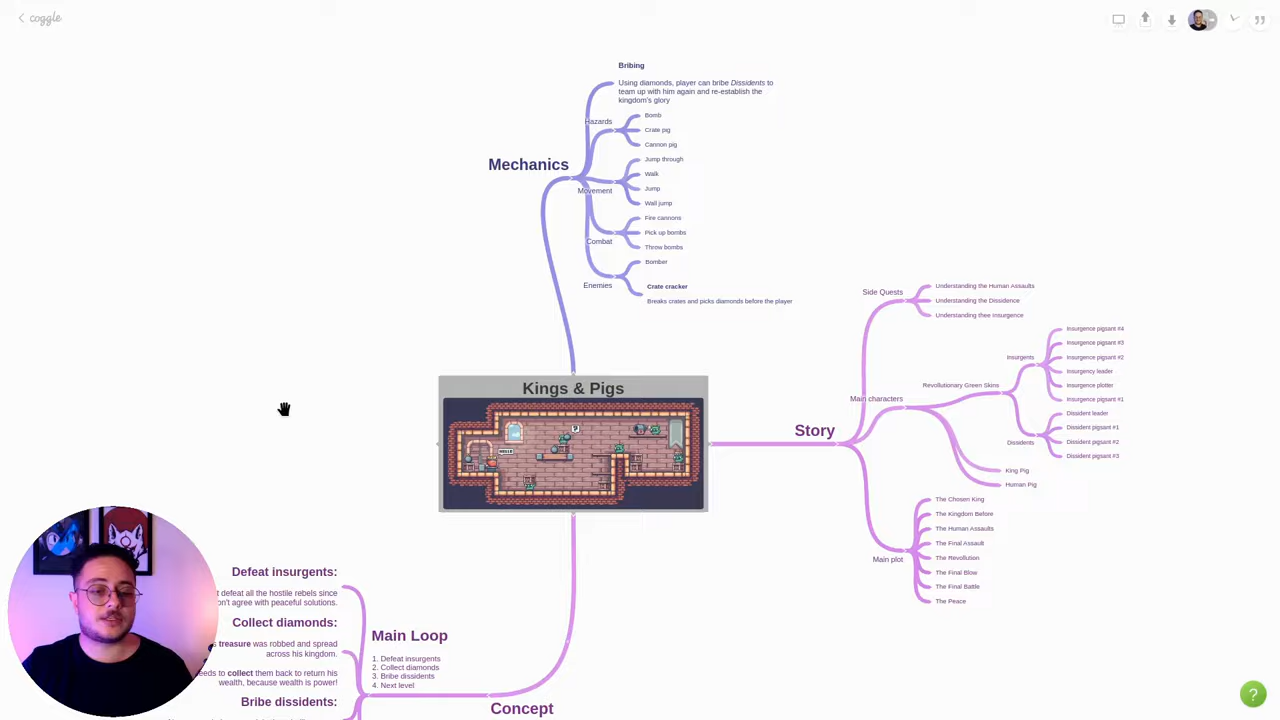 coggle
Bribing
Using diamonds, player can bribe Dissidents to
team up with him again and re-establish the
kingdom's glory
Hazards
Bomb
Crate pig
Cannon pig
Mechanics
Movement
Jump through
Walk
Jump
Wall jump
Combat
Fire cannons
Pick up bombs
Throw bombs
Enemies
Bomber
Crate cracker
Breaks crates and picks diamonds before the player
Kings & Pigs
Story
Side Quests
Understanding the Human Assaults
Understanding the Dissidence
Understanding thee Insurgence
Main characters
Revolutionary Green Skins
Insurgents
Insurgence pigsant #4
Insurgence pigsant #3
Insurgence pigsant #2
Insurgency leader
Insurgence plotter
Insurgence pigsant #1
Dissidents
Dissident leader
Dissident pigsant #1
Dissident pigsant #2
Dissident pigsant #3
King Pig
Human Pig
Main plot
The Chosen King
The Kingdom Before
The Human Assaults
The Final Assault
The Revolution
The Final Blow
The Final Battle
The Peace
Defeat insurgents:
defeat all the hostile rebels since
agree with peaceful solutions.
Collect diamonds:
treasure was robbed and spread
across his kingdom.
to collect them back to return his
wealth, because wealth is power!
Bribe dissidents:
Main Loop
1. Defeat insurgents
2. Collect diamonds
3. Bribe dissidents
4. Next level
Concept
?